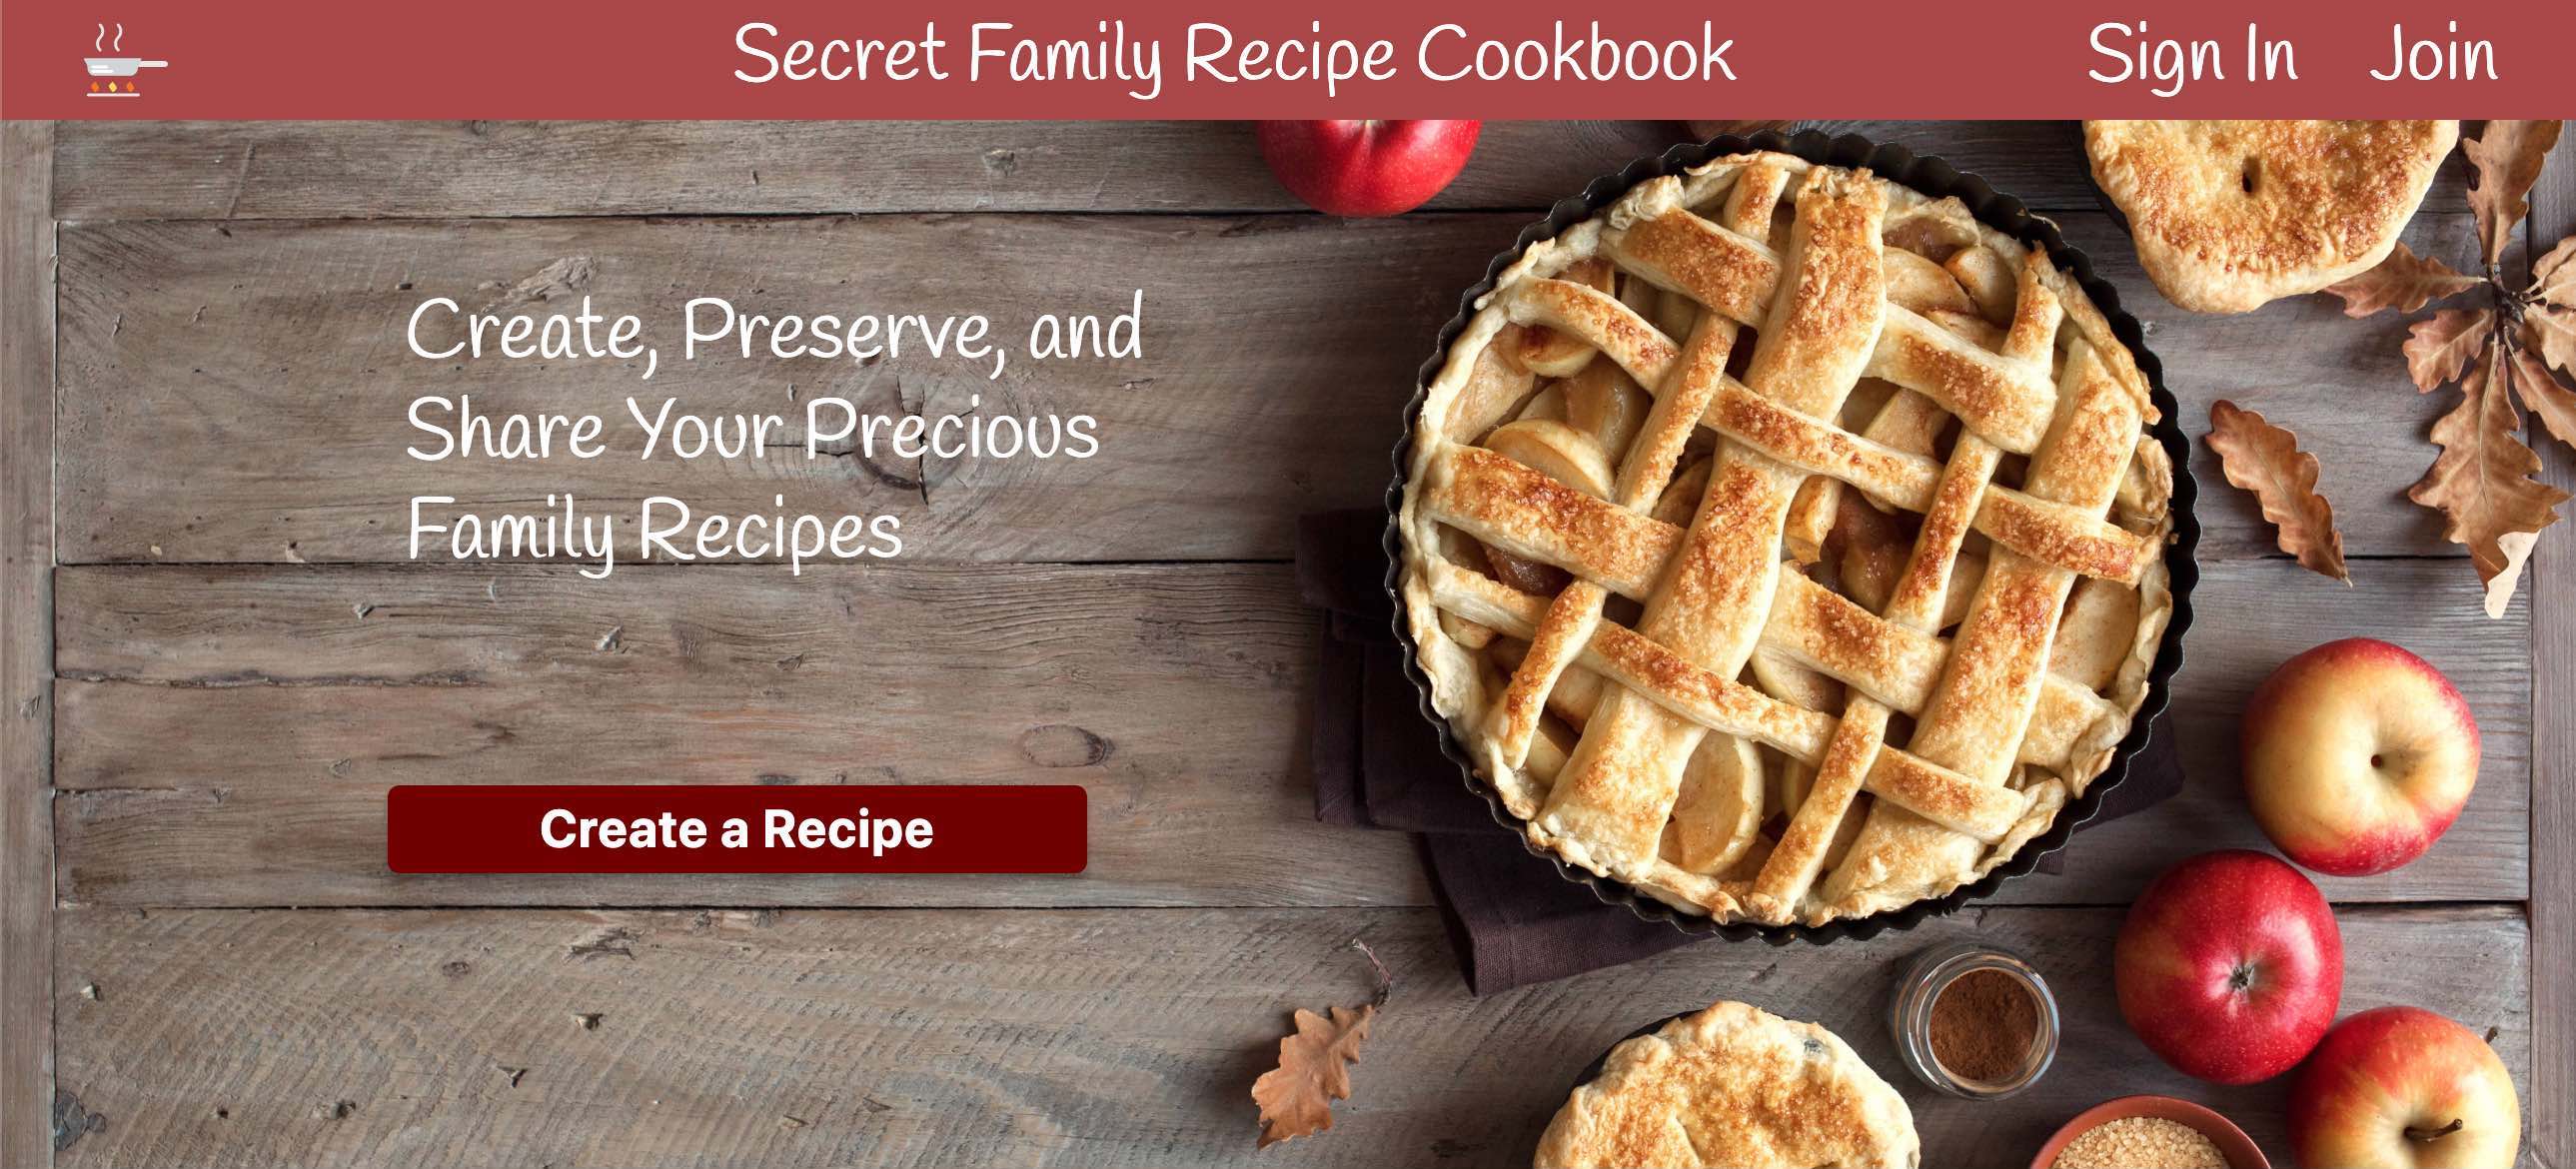 Secret Family Recipe Cookbook
Sign In
Join
Create, Preserve, and
Share Your Precious
Family Recipes
Create a Recipe